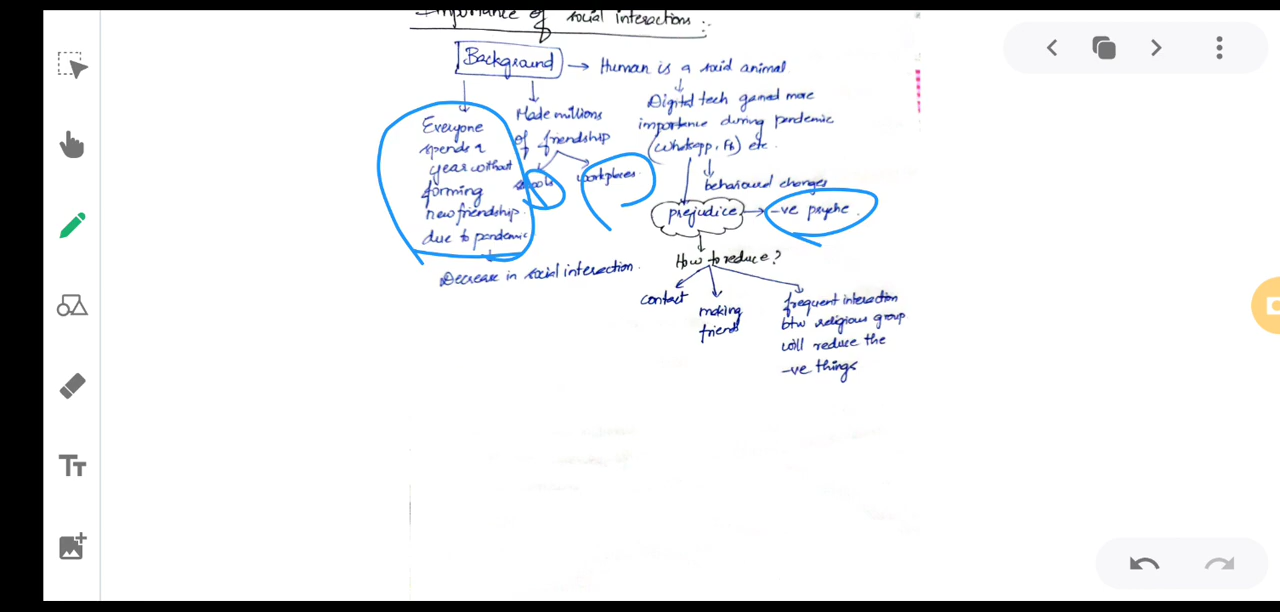 Importance of social interactions :-
Background → Human is a social animal
Everyone
spends a
year without
forming
new friendship
due to pandemic
Decrease in social interaction.
Made millions
of friendship
workplaces
Digital tech gained more
importance during pandemic
(Whatsapp, Fb) etc.
behavioural changes
prejudice → -ve psyche.
How to reduce?
contact
making
friends
frequent interaction
btw religious group
will reduce the
-ve things
TT